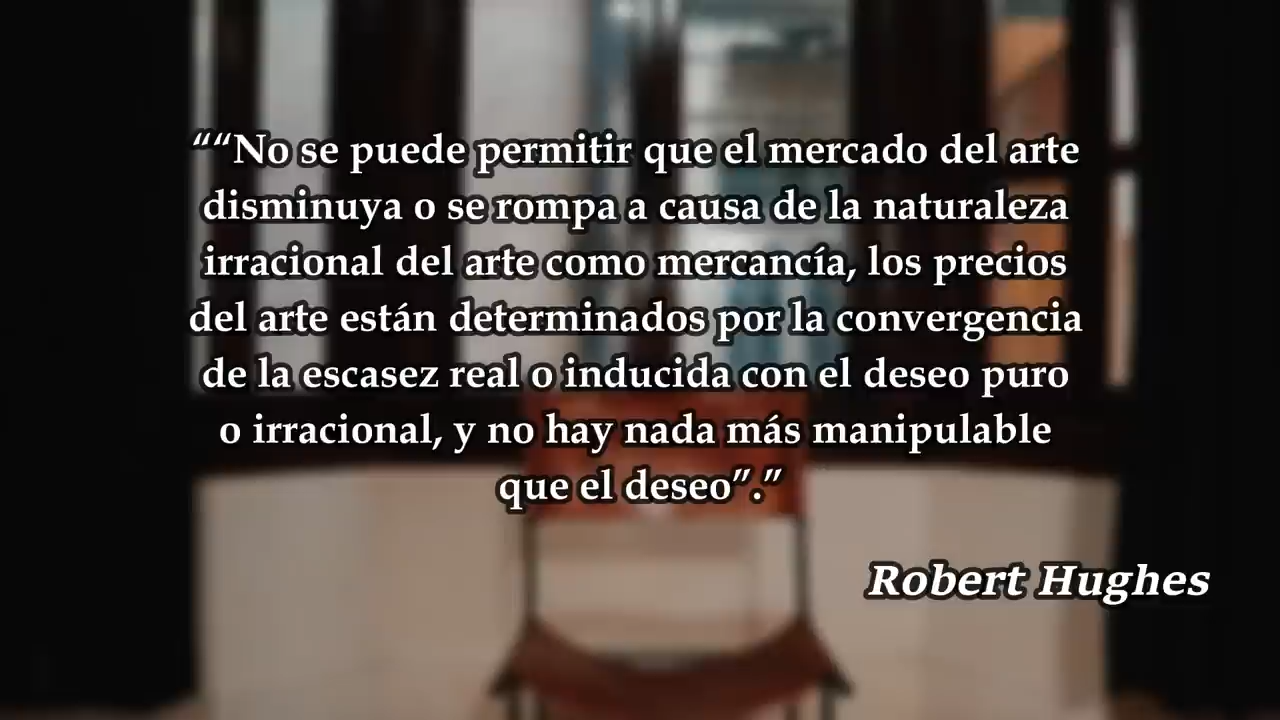 ““No se puede permitir que el mercado del arte
disminuya o se rompa a causa de la naturaleza
irracional del arte como mercancía, los precios
del arte están determinados por la convergencia
de la escasez real o inducida con el deseo puro
o irracional, y no hay nada más manipulable
que el deseo”.”
Robert Hughes